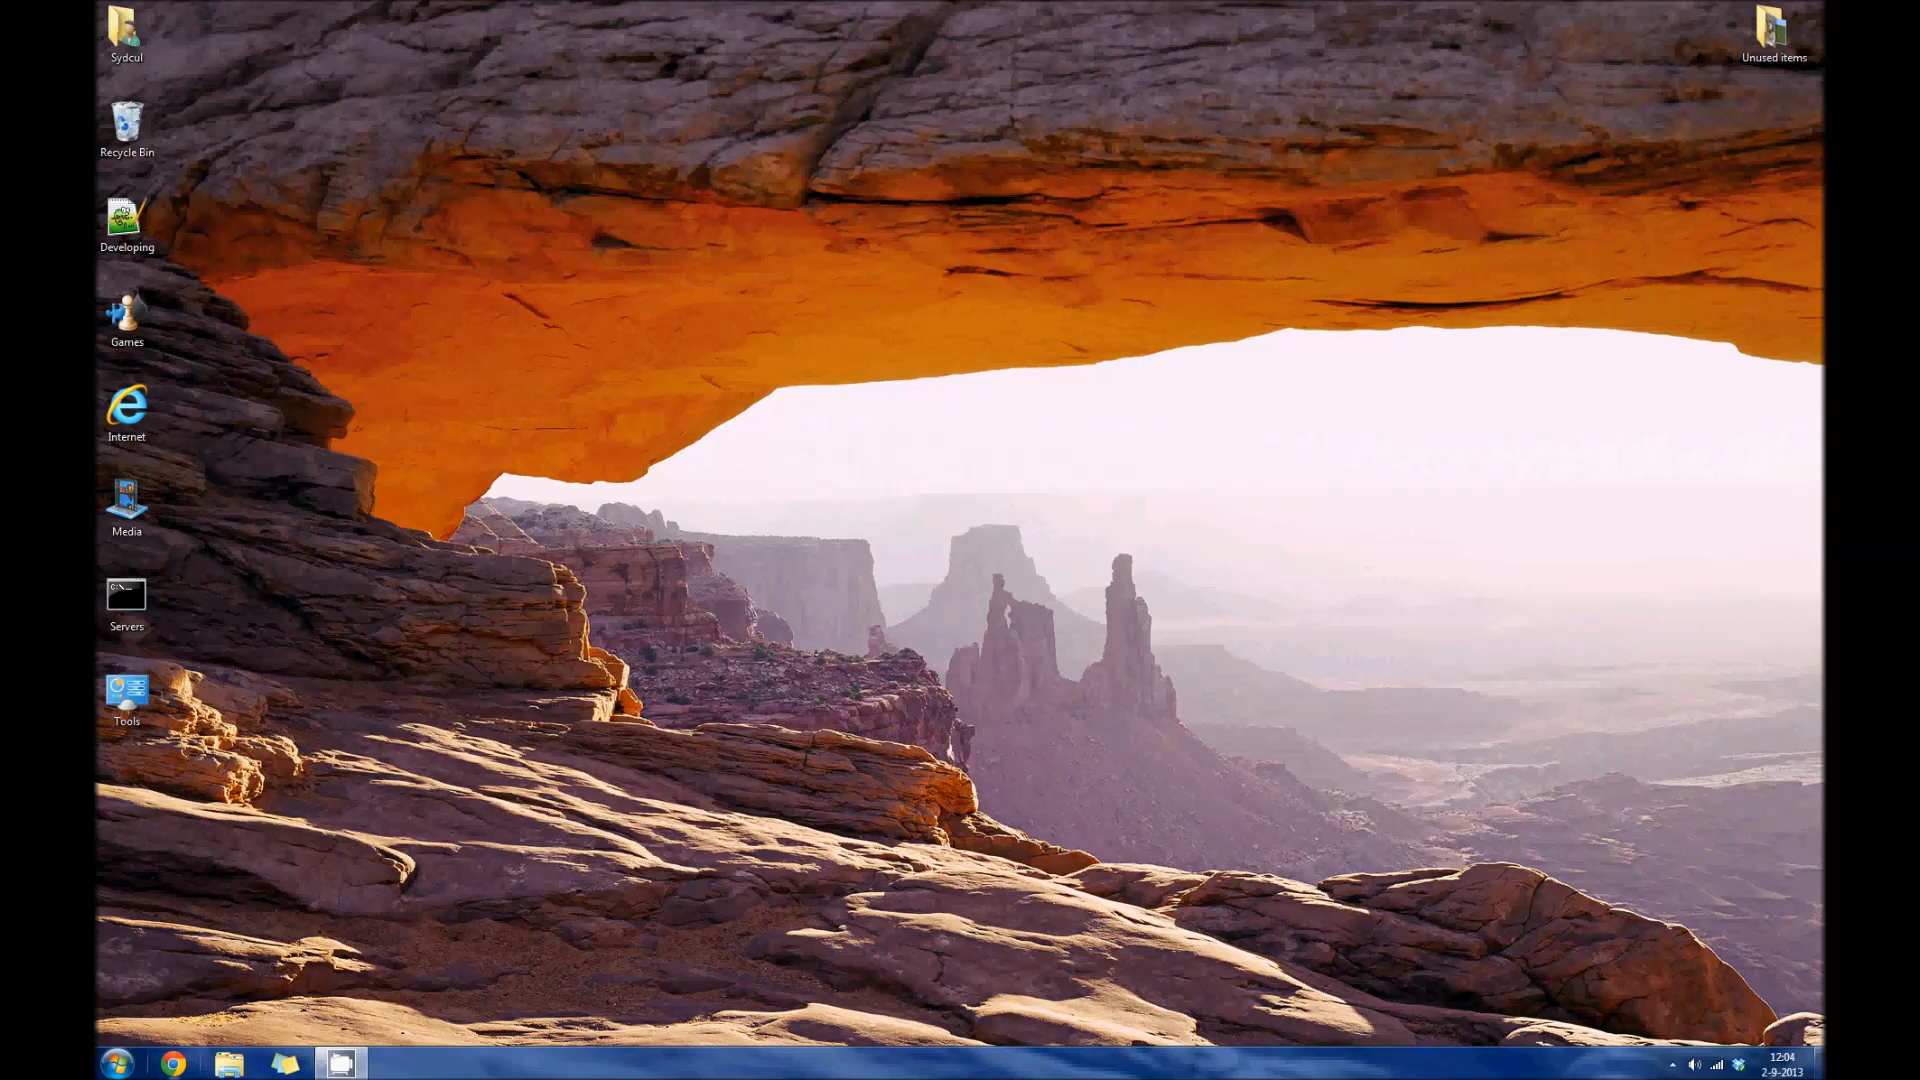 Sydcul
Unused items
Recycle Bin
Developing
Games
Internet
Media
C:\_
Servers
Tools
12:04
2-9-2013